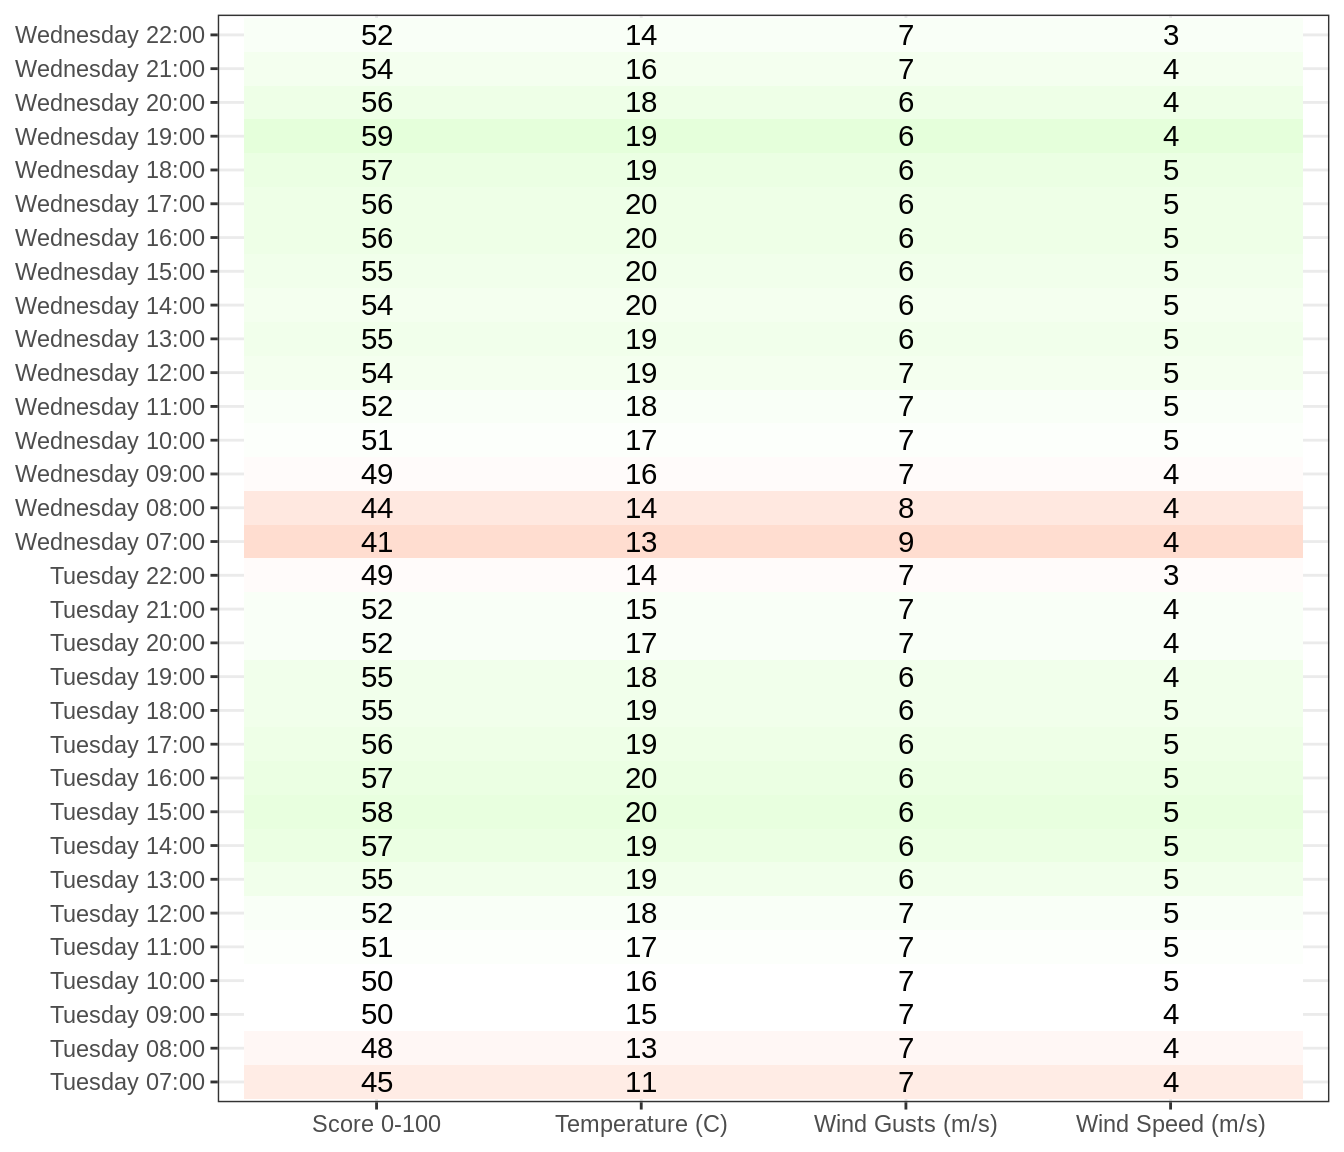 Wednesday 22:00 52 14 7 3
Wednesday 21:00 54 16 7 4
Wednesday 20:00 56 18 6 4
Wednesday 19:00 59 19 6 4
Wednesday 18:00 57 19 6 5
Wednesday 17:00 56 20 6 5
Wednesday 16:00 56 20 6 5
Wednesday 15:00 55 20 6 5
Wednesday 14:00 54 20 6 5
Wednesday 13:00 55 19 6 5
Wednesday 12:00 54 19 7 5
Wednesday 11:00 52 18 7 5
Wednesday 10:00 51 17 7 5
Wednesday 09:00 49 16 7 4
Wednesday 08:00 44 14 8 4
Wednesday 07:00 41 13 9 4
Tuesday 22:00 49 14 7 3
Tuesday 21:00 52 15 7 4
Tuesday 20:00 52 17 7 4
Tuesday 19:00 55 18 6 4
Tuesday 18:00 55 19 6 5
Tuesday 17:00 56 19 6 5
Tuesday 16:00 57 20 6 5
Tuesday 15:00 58 20 6 5
Tuesday 14:00 57 19 6 5
Tuesday 13:00 55 19 6 5
Tuesday 12:00 52 18 7 5
Tuesday 11:00 51 17 7 5
Tuesday 10:00 50 16 7 5
Tuesday 09:00 50 15 7 4
Tuesday 08:00 48 13 7 4
Tuesday 07:00 45 11 7 4
Score 0-100 Temperature (C) Wind Gusts (m/s) Wind Speed (m/s)